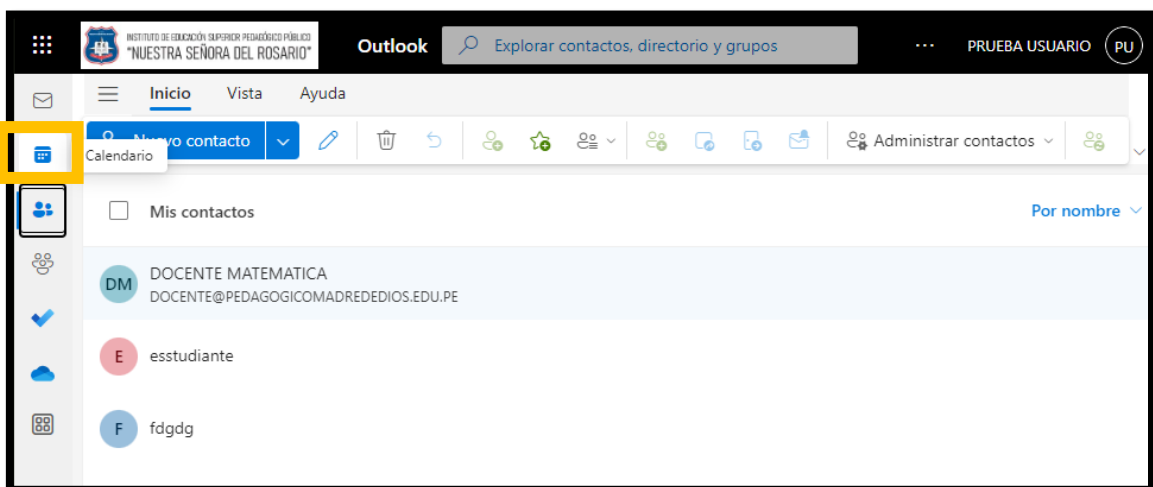 INSTITUTO DE EDUCACIÓN SUPERIOR PEDAGÓGICO PÚBLICO
"NUESTRA SEÑORA DEL ROSARIO"
Outlook
Explorar contactos, directorio y grupos
PRUEBA USUARIO
PU
Inicio Vista Ayuda
contacto
Calendario
Administrar contactos
Mis contactos
Por nombre
DM
DOCENTE MATEMATICA
DOCENTE@PEDAGOGICOMADREDEDIOS.EDU.PE
E
esstudiante
F
fdgdg